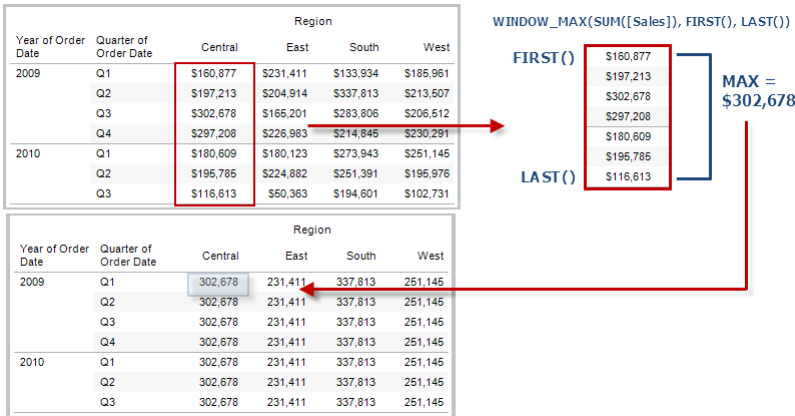 Region
Year of Order Date Quarter of Order Date Central East South West
2009 Q1 $160,877 $231,411 $133,934 $185,961
Q2 $197,213 $204,914 $337,813 $213,507
Q3 $302,678 $165,201 $283,806 $206,512
Q4 $297,208 $226,983 $214,845 $230,291
2010 Q1 $180,609 $180,123 $273,943 $251,145
Q2 $195,785 $224,882 $251,391 $195,976
Q3 $116,613 $50,363 $194,601 $102,731
WINDOW_MAX(SUM([Sales]), FIRST(), LAST())
FIRST() $160,877
$197,213
$302,678
$297,208
$180,609
$195,785
LAST() $116,613
MAX =
$302,678
Region
Year of Order Date Quarter of Order Date Central East South West
2009 Q1 302,678 231,411 337,813 251,145
Q2 302,678 231,411 337,813 251,145
Q3 302,678 231,411 337,813 251,145
Q4 302,678 231,411 337,813 251,145
2010 Q1 302,678 231,411 337,813 251,145
Q2 302,678 231,411 337,813 251,145
Q3 302,678 231,411 337,813 251,145